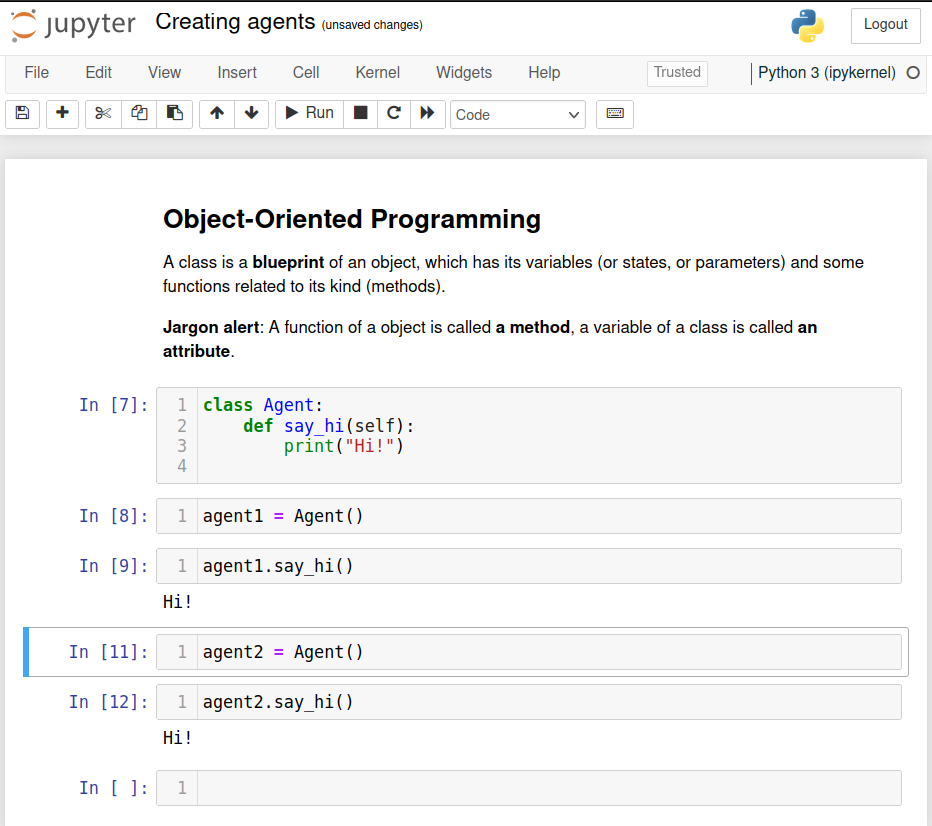 jupyter Creating agents (unsaved changes) Logout
File Edit View Insert Cell Kernel Widgets Help Trusted Python 3 (ipykernel)
Run Code
Object-Oriented Programming
A class is a blueprint of an object, which has its variables (or states, or parameters) and some
functions related to its kind (methods).
Jargon alert: A function of a object is called a method, a variable of a class is called an
attribute.
In [7]: 1 class Agent:
2     def say_hi(self):
3         print("Hi!")
4
In [8]: 1 agent1 = Agent()
In [9]: 1 agent1.say_hi()
Hi!
In [11]: 1 agent2 = Agent()
In [12]: 1 agent2.say_hi()
Hi!
In [ ]: 1